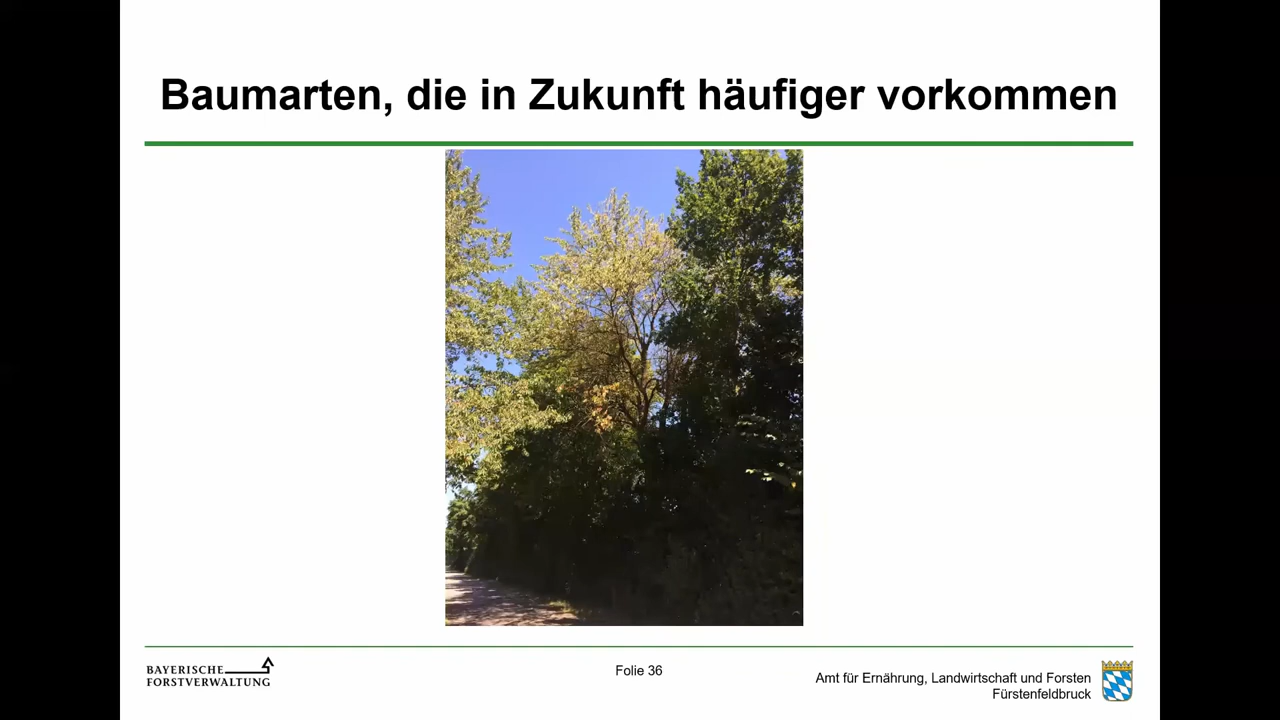 Baumarten, die in Zukunft häufiger vorkommen
BAYERISCHE
FORSTVERWALTUNG
Folie 36
Amt für Ernährung, Landwirtschaft und Forsten
Fürstenfeldbruck